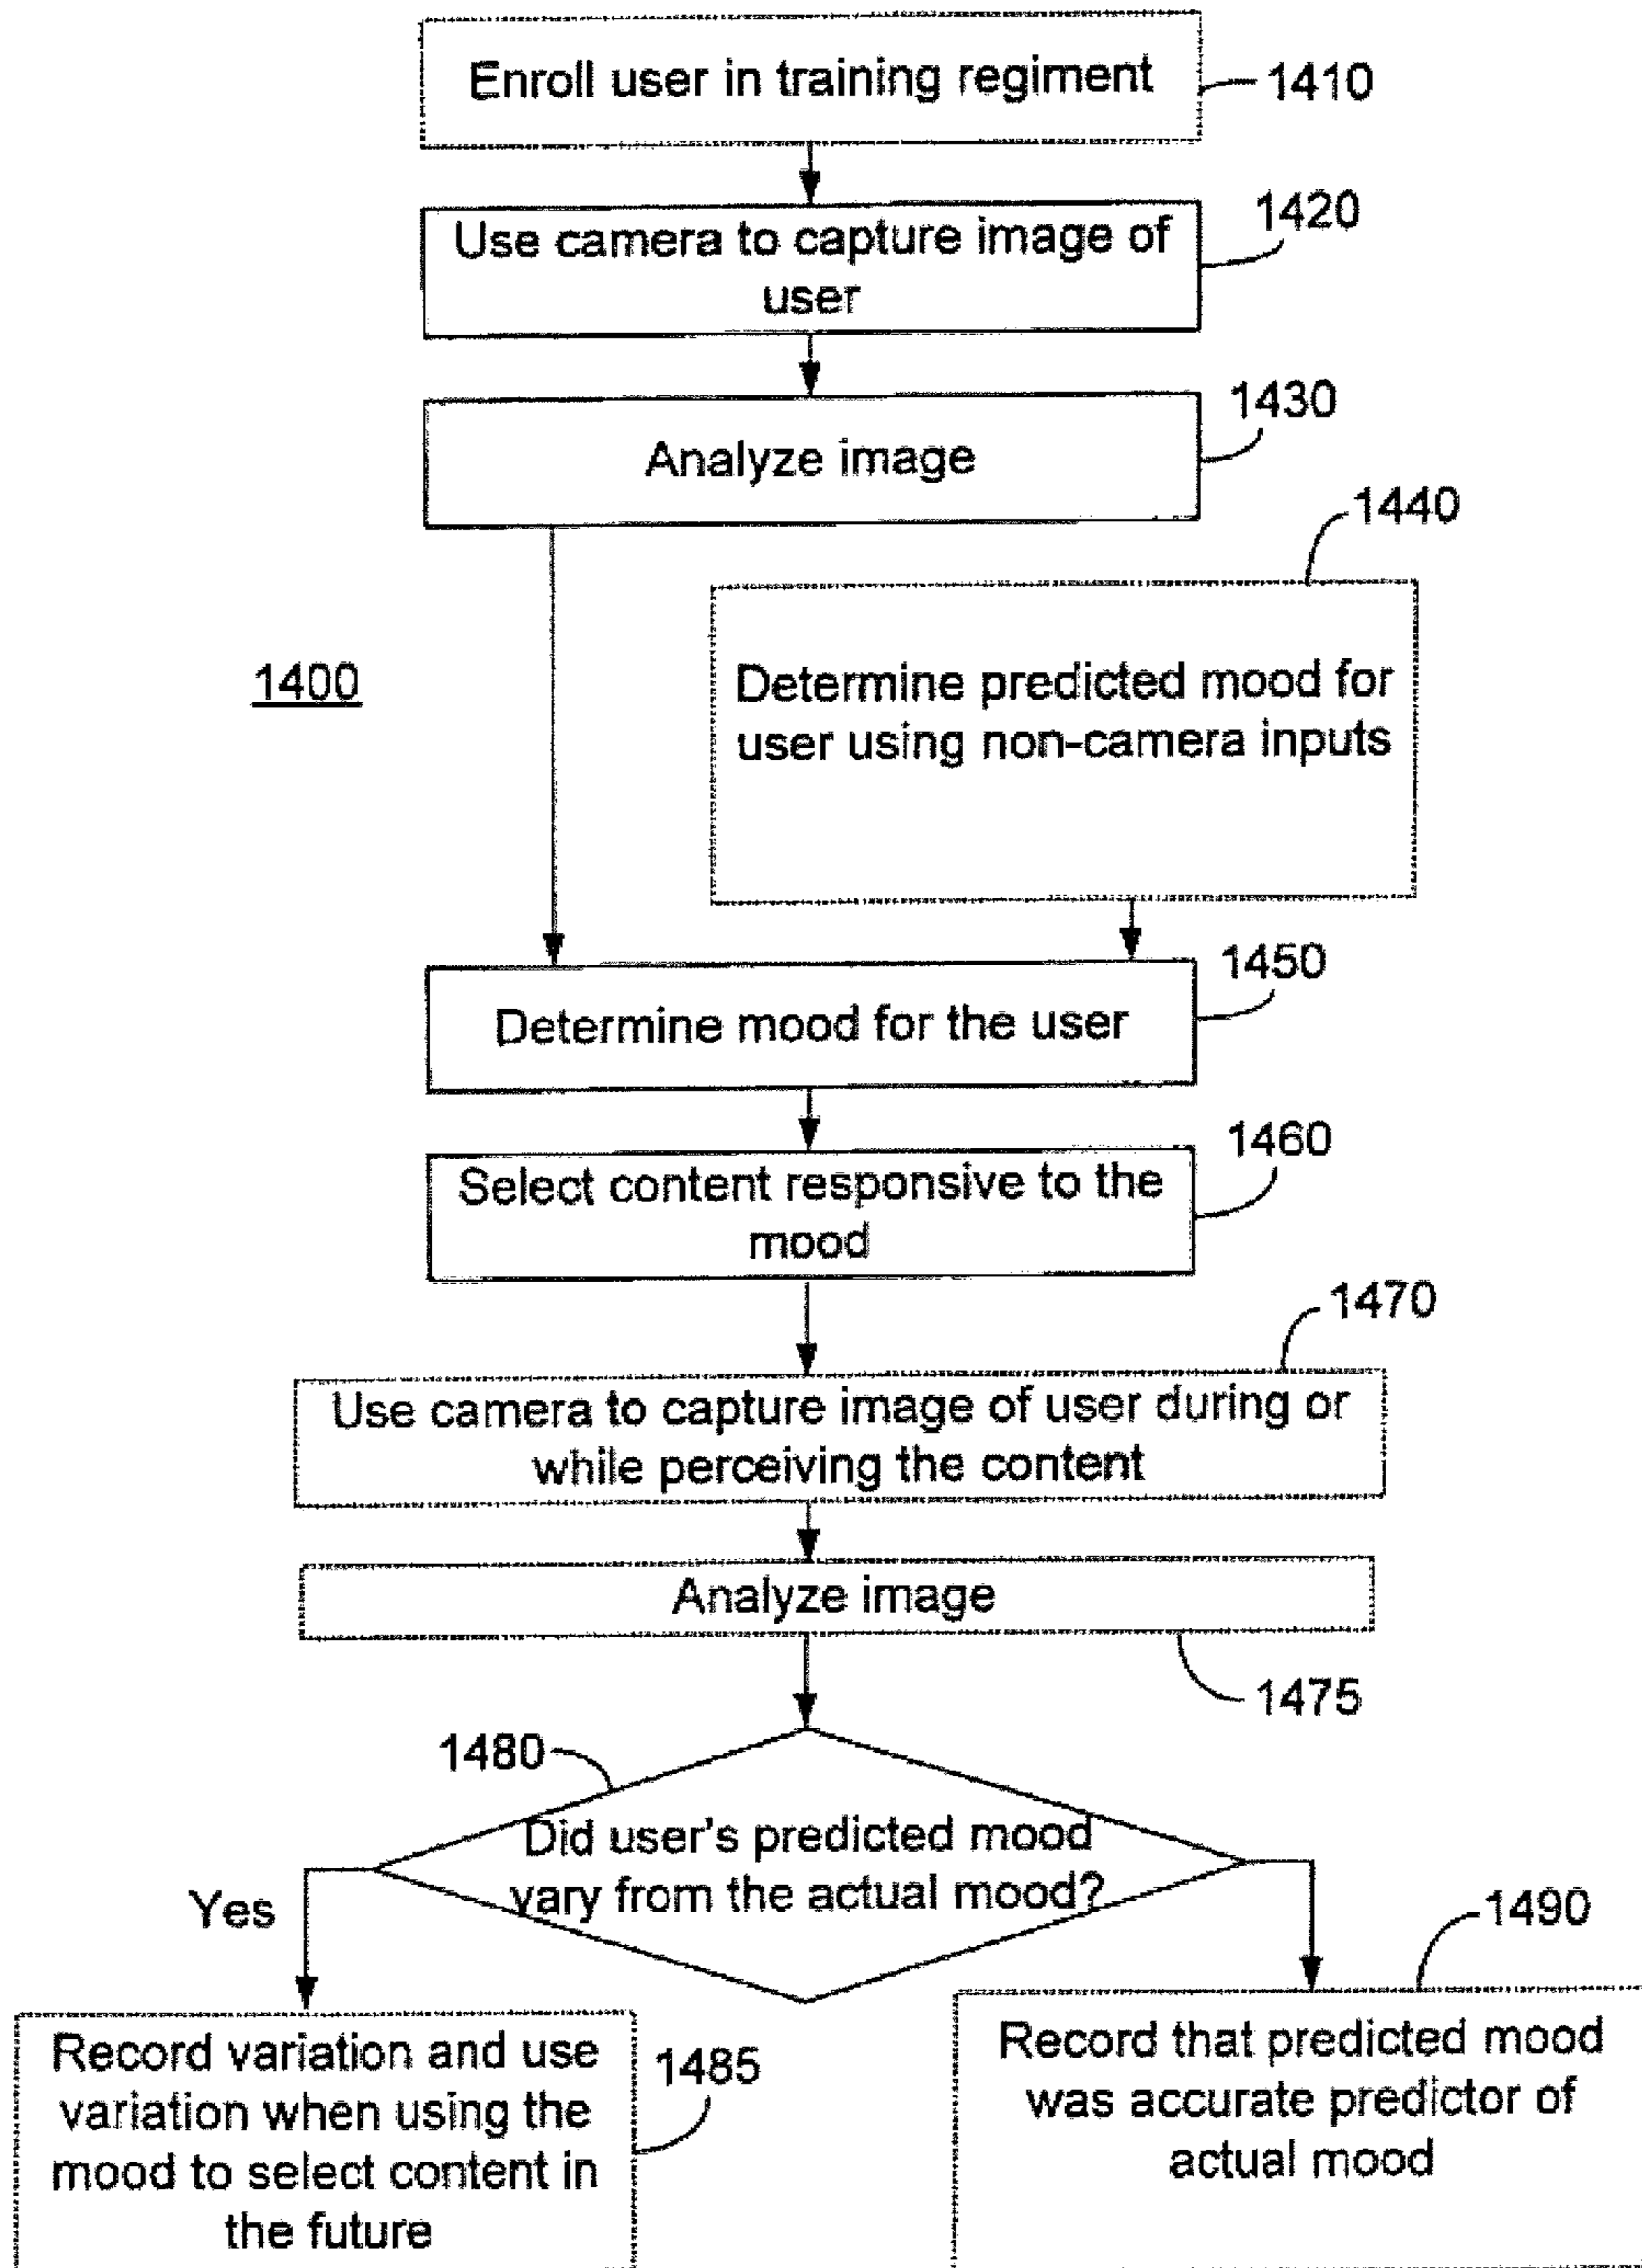 Enroll user in training regiment
1410
1420
Use camera to capture image of
user
1430
Analyze image
1440
1400
Determine predicted mood for
user using non-camera inputs
1450
Determine mood for the user
1460
Select content responsive to the
mood
1470
Use camera to capture image of user during or
while perceiving the content
Analyze image
1475
1480
Did user's predicted mood
vary from the actual mood?
Yes
1490
Record variation and use
variation when using the
mood to select content in
the future
1485
Record that predicted mood
was accurate predictor of
actual mood